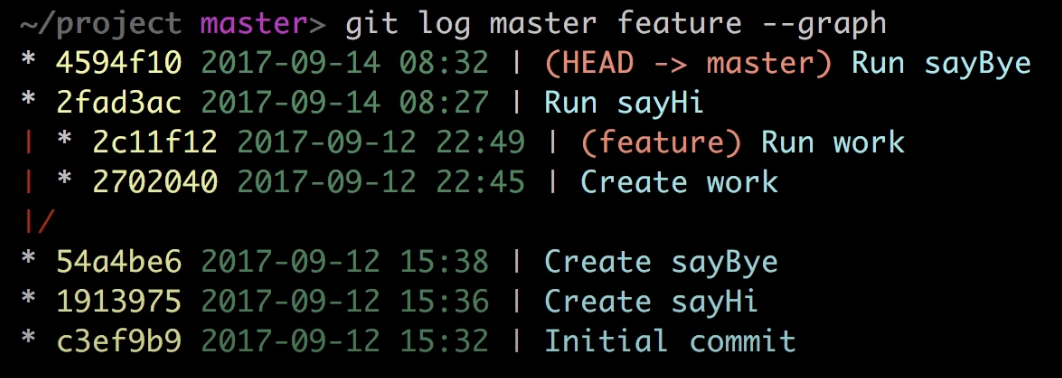 ~/project master> git log master feature --graph
* 4594f10 2017-09-14 08:32 | (HEAD -> master) Run sayBye
* 2fad3ac 2017-09-14 08:27 | Run sayHi
| * 2c11f12 2017-09-12 22:49 | (feature) Run work
| * 2702040 2017-09-12 22:45 | Create work
|/
* 54a4be6 2017-09-12 15:38 | Create sayBye
* 1913975 2017-09-12 15:36 | Create sayHi
* c3ef9b9 2017-09-12 15:32 | Initial commit